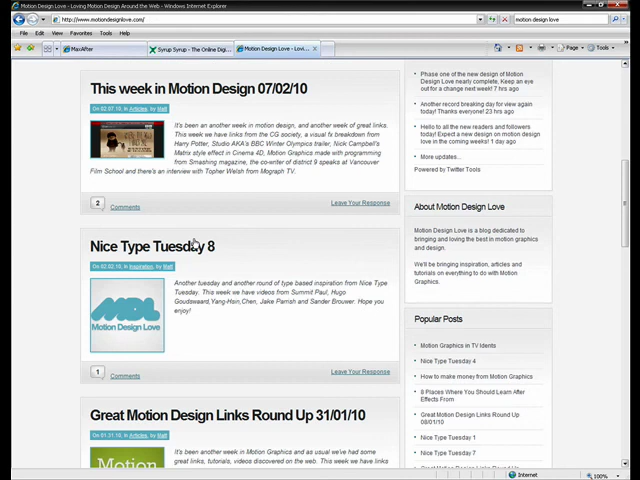 Motion Design Love - Loving Motion Design Around the Web - Windows Internet Explorer
http://www.motiondesignlove.com/
motion design love
File Edit View Favorites Tools Help
MaxAfter
Syrup Syrup - The Online Digi...
Motion Design Love - Lovi...
Page
Tools
This week in Motion Design 07/02/10
On 02.07.10, In Articles, by Matt
It's been an another week in motion design, and another week of great links.
This week we have links from the CG society, a visual fx breakdown from
Harry Potter, Studio AKA's BBC Winter Olympics trailer, Nick Campbell's
Matrix style effect in Cinema 4D, Motion Graphics made with programming
from Smashing magazine, the co-writer of district 9 speaks at Vancouver
Film School and there's an interview with Topher Welsh from Mograph TV.
2
Comments
Leave Your Response
Nice Type Tuesday 8
On 02.02.10, In Inspiration, by Matt
MDL
Motion Design Love
Another tuesday and another round of type based inspiration from Nice Type
Tuesday. This week we have videos from Summit Paul, Hugo
Goudswaard,Yang-Hsin,Chen, Jake Parrish and Sander Brouwer. Hope you
enjoy!
1
Comments
Leave Your Response
Great Motion Design Links Round Up 31/01/10
On 01.31.10, In Articles, by Matt
Motion
It's been another week in Motion Graphics and as usual we've had some
great links, tutorials, videos discovered on the web. This week we have links
Phase one of the new design of Motion
Design Love nearly complete, Keep an
eye out for a change next week! 7 hrs ago
Another record breaking day for view again
today! Thanks everyone! 23 hrs ago
Hello to all the new readers and followers
today! Expect a new design on motion design
love in the coming weeks! 1 day ago
More updates...
Powered by Twitter Tools
About Motion Design Love
Motion Design Love is a blog dedicated to
bringing and loving the best in motion graphics
and design.
We'll be bringing inspiration, articles and
tutorials on everything to do with Motion
Graphics.
Popular Posts
Motion Graphics in TV Idents
Nice Type Tuesday 4
How to make money from Motion Graphics
8 Places Where You Should Learn After
Effects From
Great Motion Design Links Round Up
08/01/10
Nice Type Tuesday 1
Nice Type Tuesday 7
Internet
100%